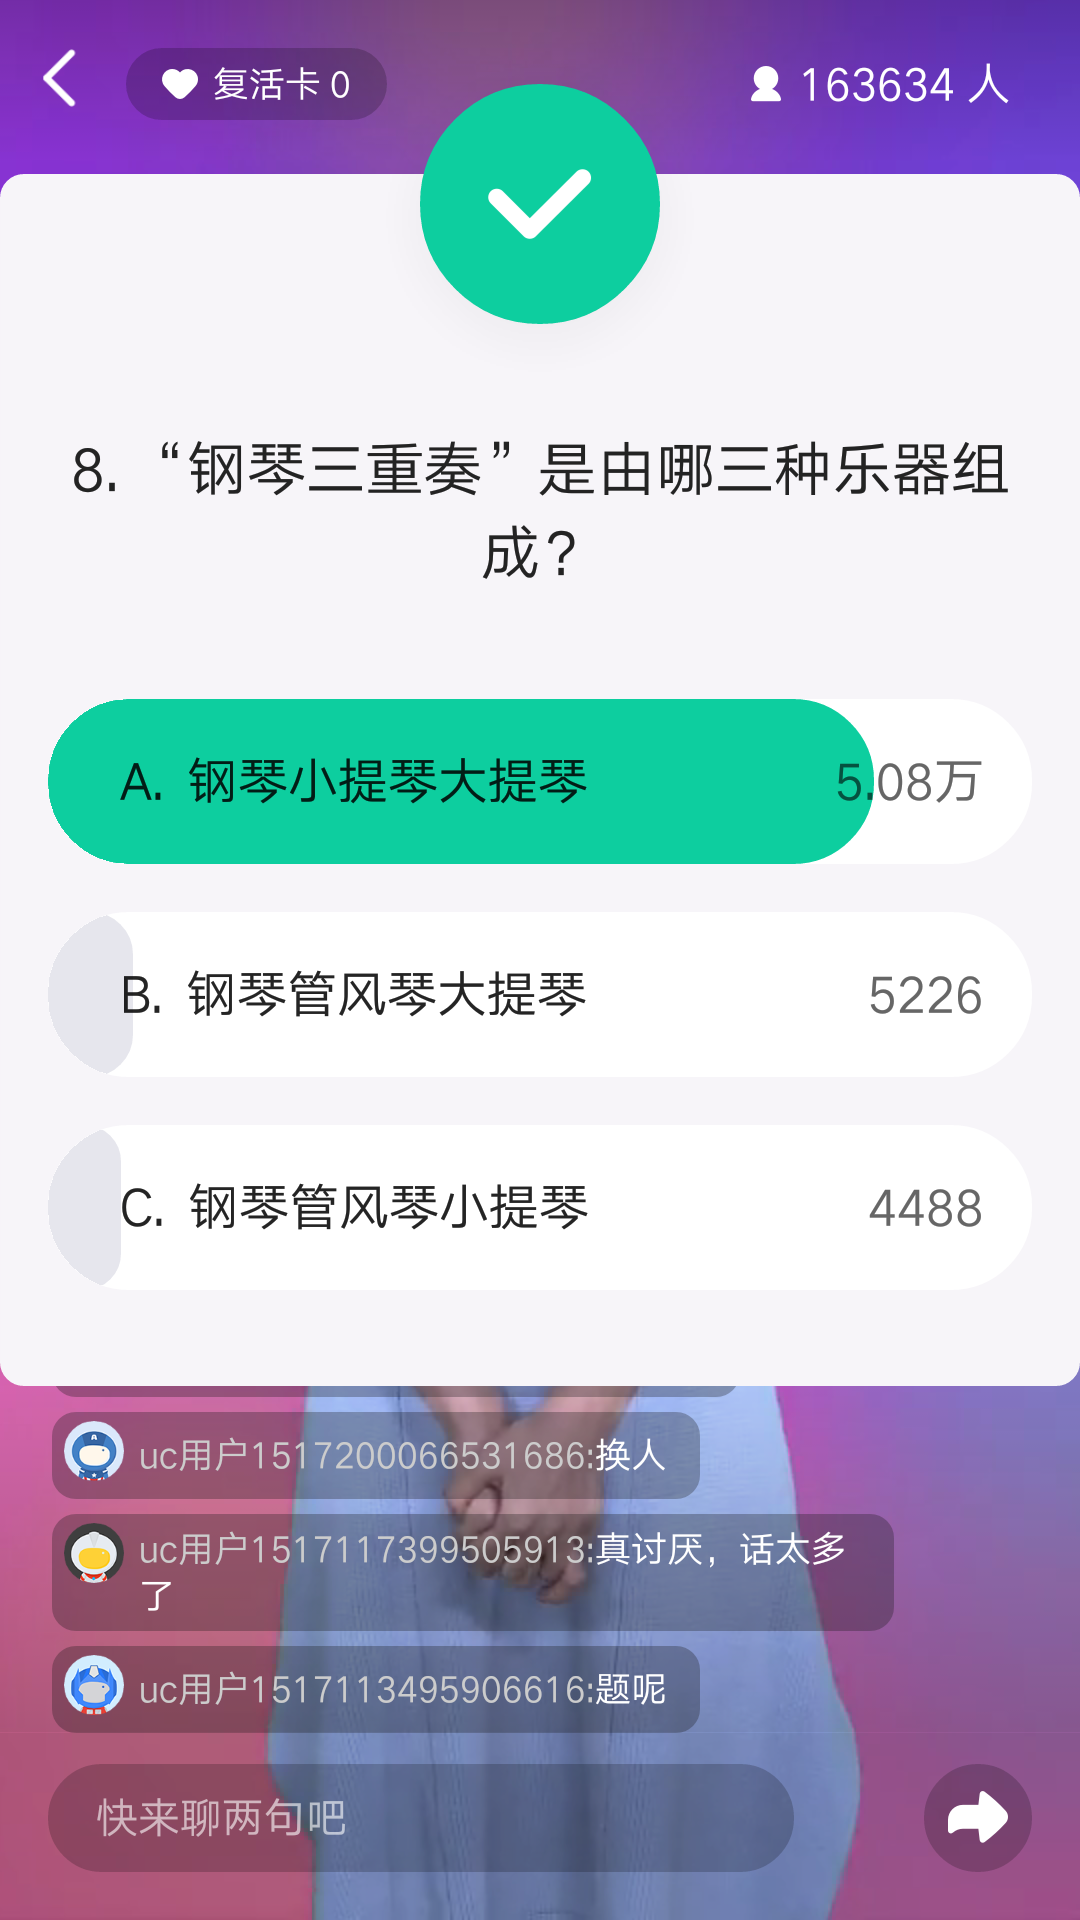 复活卡 0
163634 人
8. “钢琴三重奏”是由哪三种乐器组
成?
A. 钢琴小提琴大提琴 5.08万
B. 钢琴管风琴大提琴 5226
C. 钢琴管风琴小提琴 4488
uc用户1517200066531686:换人
uc用户1517117399505913:真讨厌，话太多
了
uc用户1517113495906616:题呢
快来聊两句吧